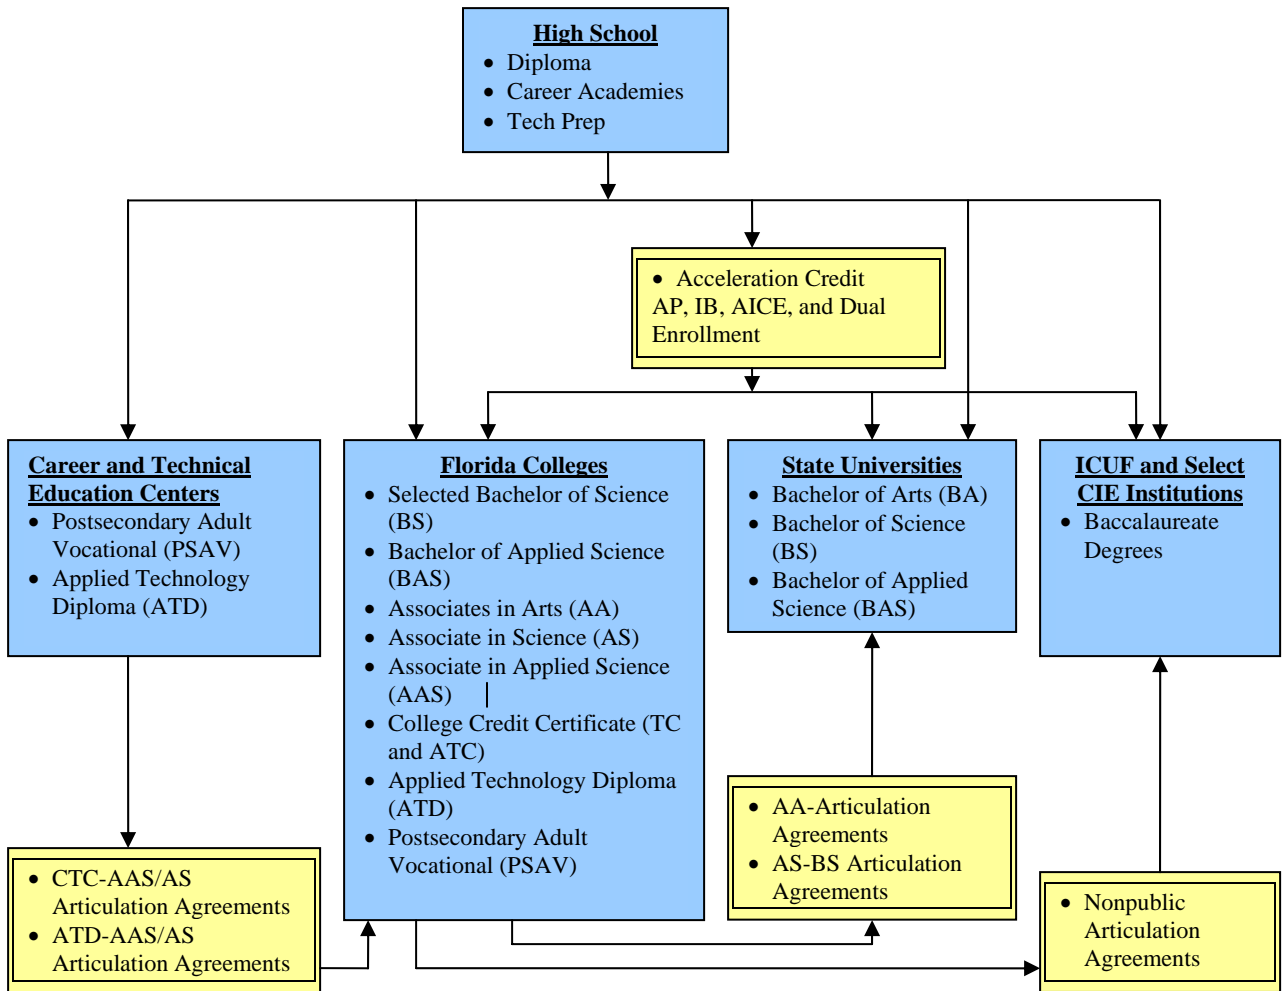 High School
• Diploma
• Career Academies
• Tech Prep
• Acceleration Credit
AP, IB, AICE, and Dual
Enrollment
Career and Technical
Education Centers
• Postsecondary Adult
Vocational (PSAV)
• Applied Technology
Diploma (ATD)
Florida Colleges
• Selected Bachelor of Science
(BS)
• Bachelor of Applied Science
(BAS)
• Associates in Arts (AA)
• Associate in Science (AS)
• Associate in Applied Science
(AAS)
• College Credit Certificate (TC
and ATC)
• Applied Technology Diploma
(ATD)
• Postsecondary Adult
Vocational (PSAV)
State Universities
• Bachelor of Arts (BA)
• Bachelor of Science
(BS)
• Bachelor of Applied
Science (BAS)
ICUF and Select
CIE Institutions
• Baccalaureate
Degrees
• CTC-AAS/AS
Articulation Agreements
• ATD-AAS/AS
Articulation Agreements
• AA-Articulation
Agreements
• AS-BS Articulation
Agreements
• Nonpublic
Articulation
Agreements